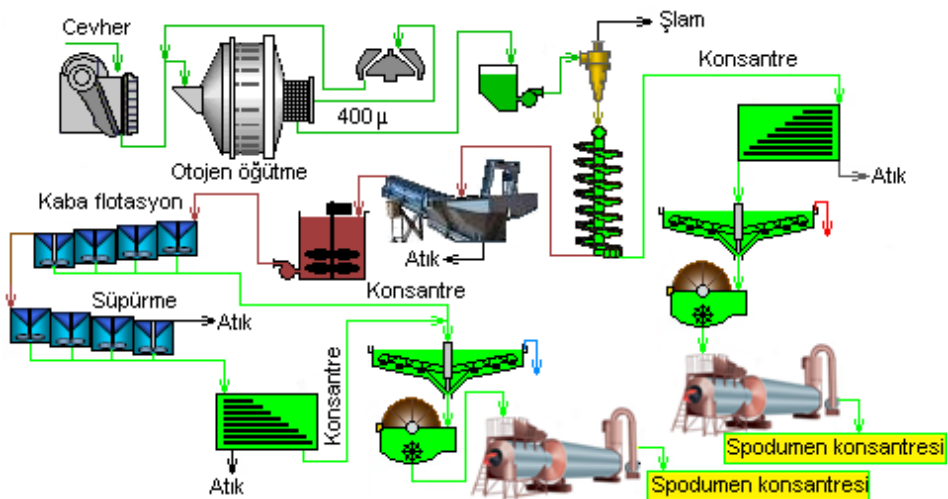 Cevher
Şlam
Konsantre
400 µ
Otojen öğütme
Atık
Kaba flotasyon
Atık
Konsantre
Süpürme
Atık
Konsantre
Atık
Spodumen konsantresi
Spodumen konsantresi